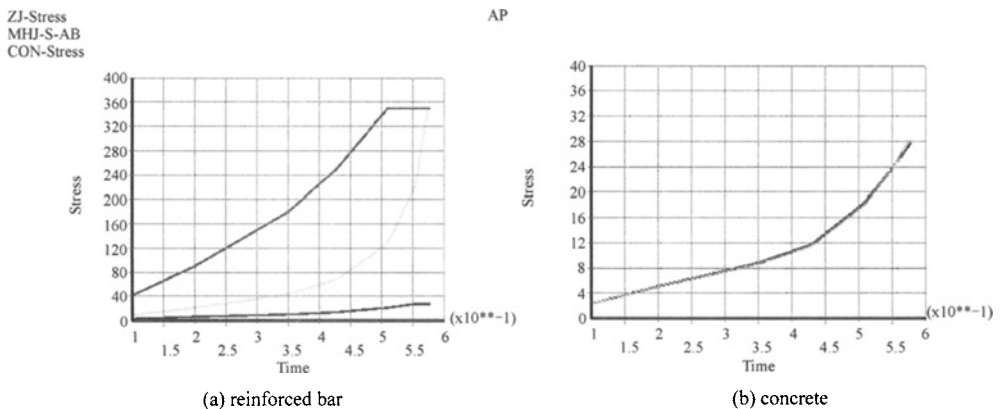 ZJ-Stress
MHJ-S-AB
CON-Stress
AP
400
360
320
280
240
200
160
120
80
40
0
Stress
1 2 3 4 5 6
1.5 2.5 3.5 4.5 5.5
(x10**-1)
Time
(a) reinforced bar
40
36
32
28
24
20
16
12
8
4
0
Stress
1 2 3 4 5 6
1.5 2.5 3.5 4.5 5.5
(x10**-1)
Time
(b) concrete